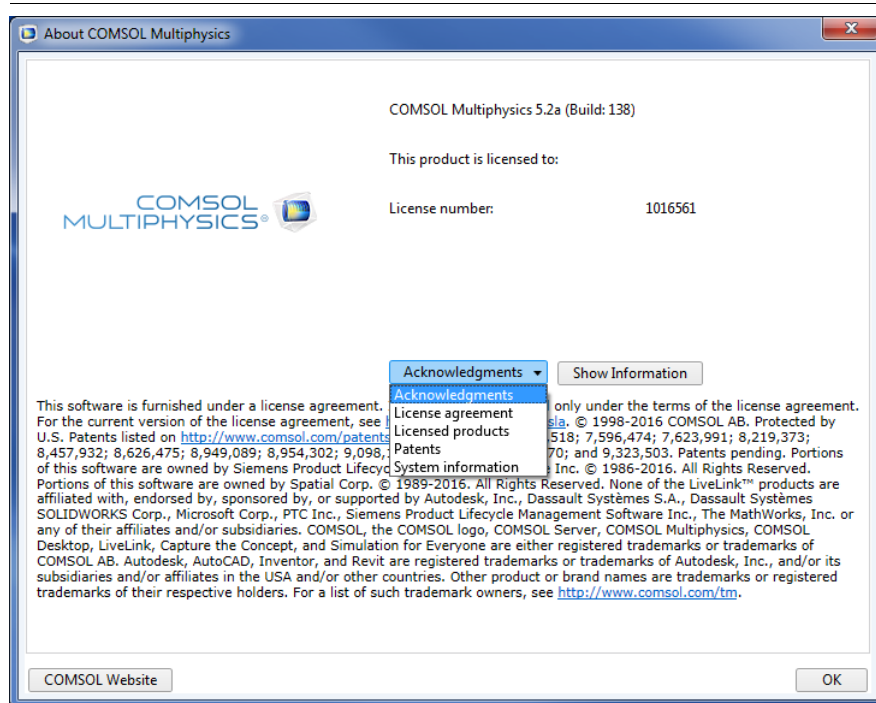 About COMSOL Multiphysics
COMSOL Multiphysics 5.2a (Build: 138)
This product is licensed to:
COMSOL
MULTIPHYSICS®
License number: 1016561
Acknowledgments
Show Information
Acknowledgments
License agreement
Licensed products
Patents
System information
This software is furnished under a license agreement. only under the terms of the license agreement.
For the current version of the license agreement, see sla. © 1998-2016 COMSOL AB. Protected by
U.S. Patents listed on http://www.comsol.com/patents 518; 7,596,474; 7,623,991; 8,219,373;
8,457,932; 8,626,475; 8,949,089; 8,954,302; 9,098, 70; and 9,323,503. Patents pending. Portions
of this software are owned by Siemens Product Lifecyc Inc. © 1986-2016. All Rights Reserved.
Portions of this software are owned by Spatial Corp. © 1989-2016. All Rights Reserved. None of the LiveLink™ products are
affiliated with, endorsed by, sponsored by, or supported by Autodesk, Inc., Dassault Systèmes S.A., Dassault Systèmes
SOLIDWORKS Corp., Microsoft Corp., PTC Inc., Siemens Product Lifecycle Management Software Inc., The MathWorks, Inc. or
any of their affiliates and/or subsidiaries. COMSOL, the COMSOL logo, COMSOL Server, COMSOL Multiphysics, COMSOL
Desktop, LiveLink, Capture the Concept, and Simulation for Everyone are either registered trademarks or trademarks of
COMSOL AB. Autodesk, AutoCAD, Inventor, and Revit are registered trademarks or trademarks of Autodesk, Inc., and/or its
subsidiaries and/or affiliates in the USA and/or other countries. Other product or brand names are trademarks or registered
trademarks of their respective holders. For a list of such trademark owners, see http://www.comsol.com/tm.
COMSOL Website
OK